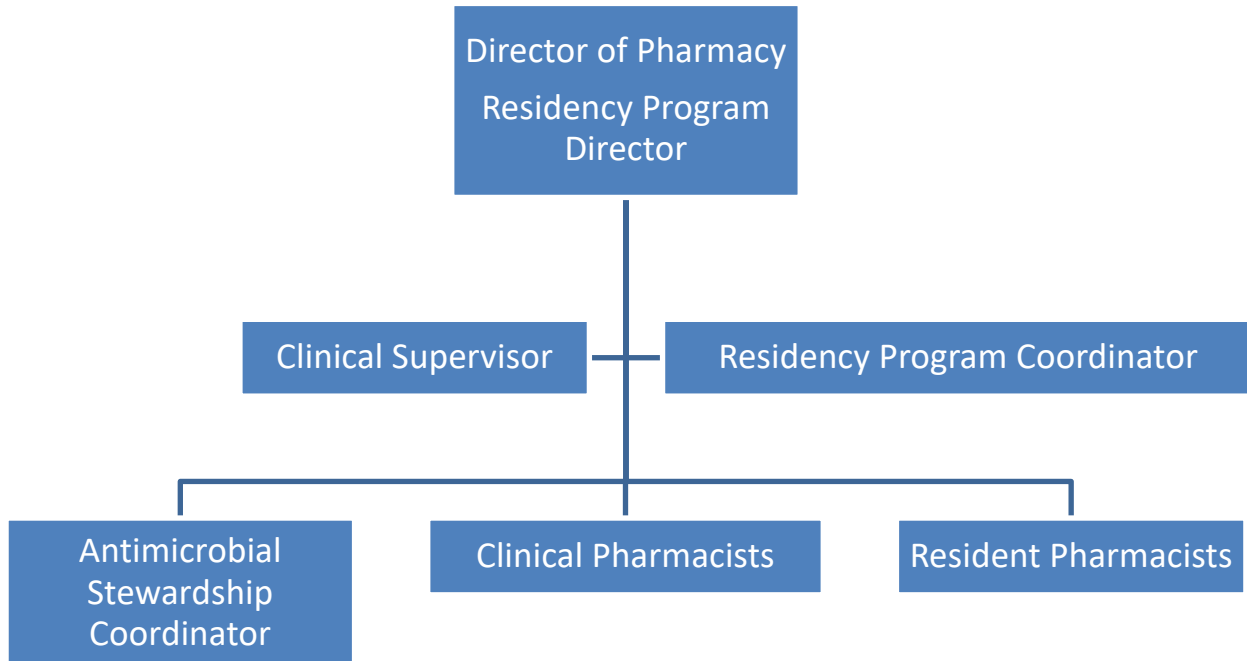 Director of Pharmacy
Residency Program
Director
Clinical Supervisor
Residency Program Coordinator
Antimicrobial
Stewardship
Coordinator
Clinical Pharmacists
Resident Pharmacists